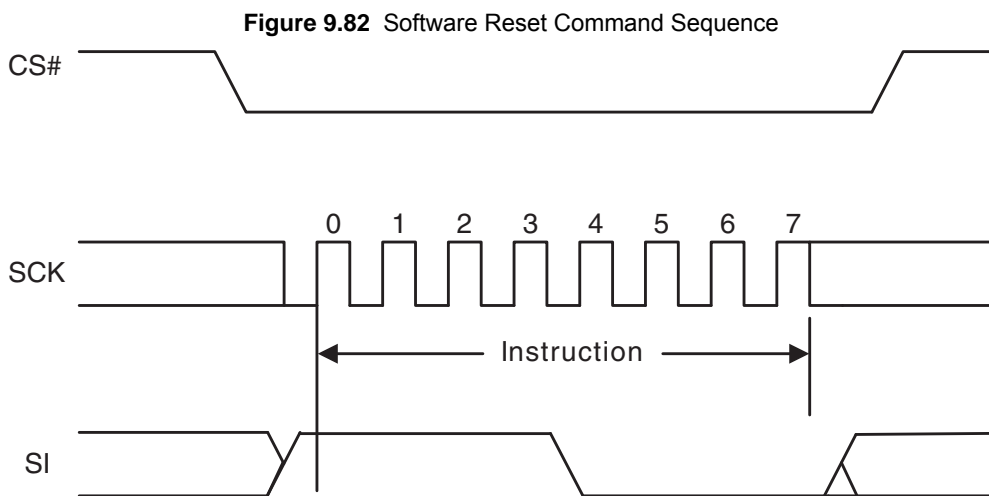 Figure 9.82 Software Reset Command Sequence
CS#
0 1 2 3 4 5 6 7
SCK
Instruction
SI